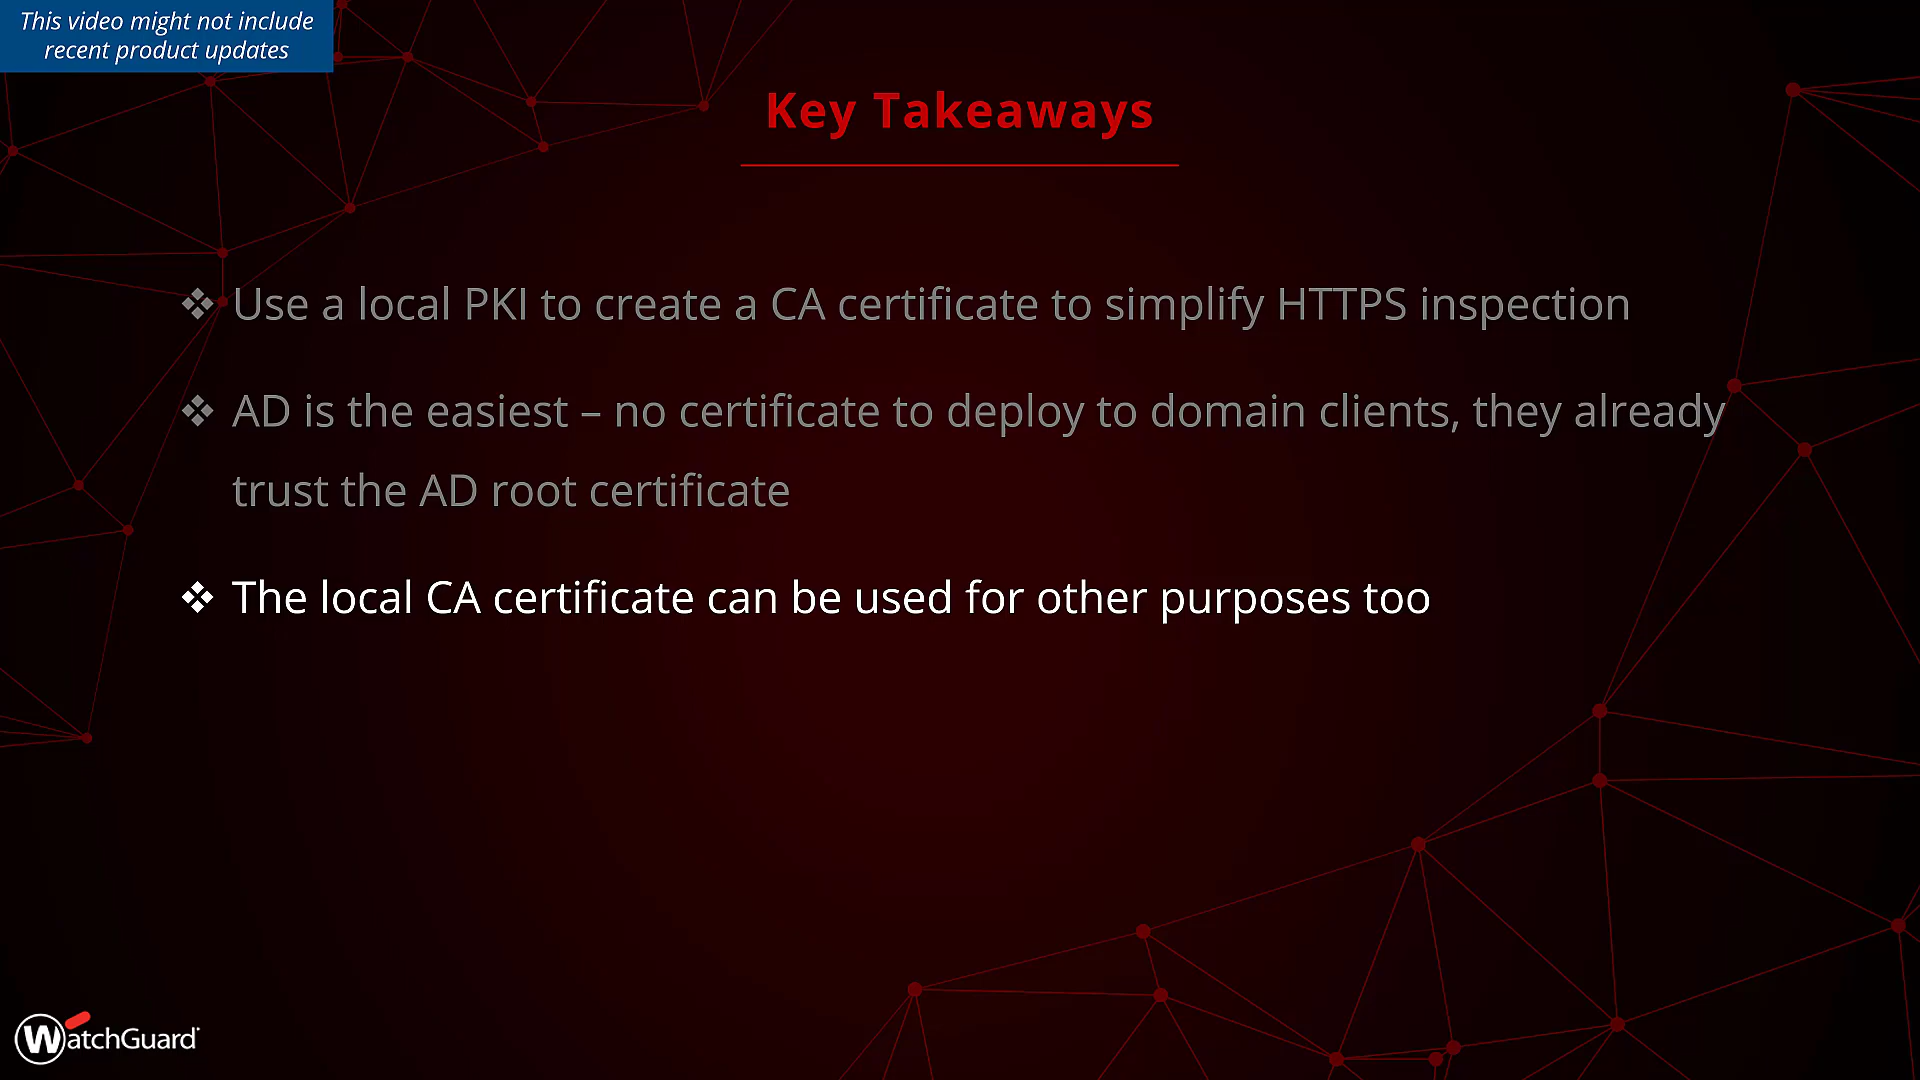 This video might not include
recent product updates
Key Takeaways
❖ Use a local PKI to create a CA certificate to simplify HTTPS inspection
❖ AD is the easiest – no certificate to deploy to domain clients, they already
trust the AD root certificate
❖ The local CA certificate can be used for other purposes too
WatchGuard